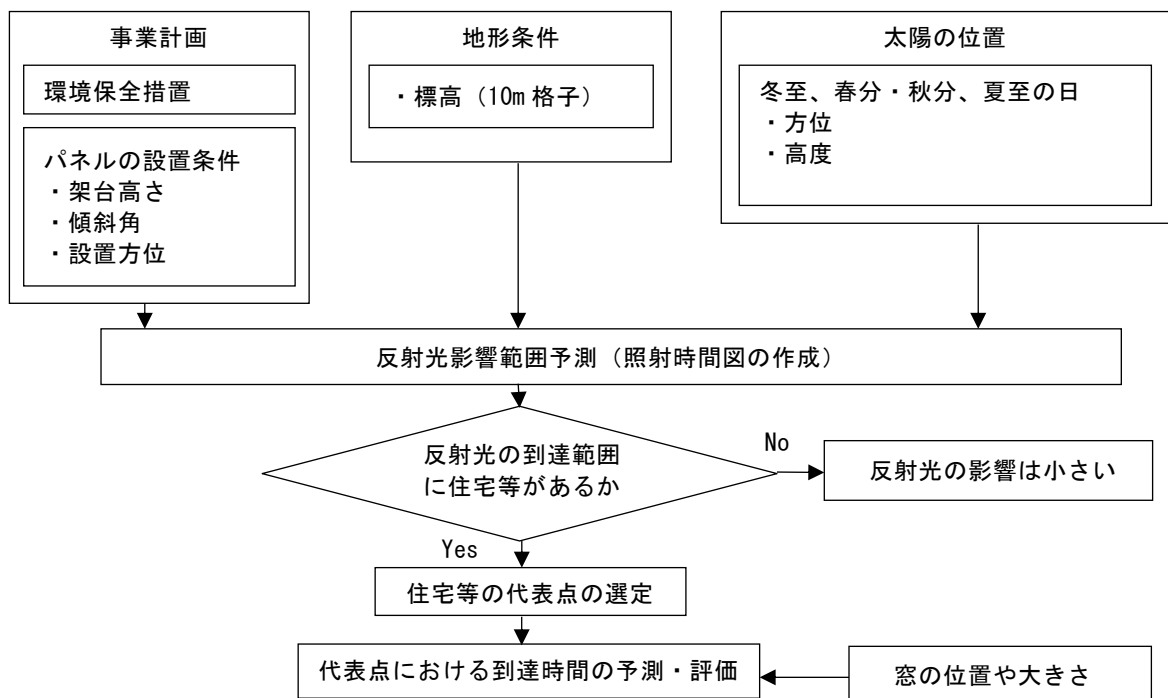 事業計画
環境保全措置
パネルの設置条件
・架台高さ
・傾斜角
・設置方位
地形条件
・標高（10m 格子）
太陽の位置
冬至、春分・秋分、夏至の日
・方位
・高度
反射光影響範囲予測（照射時間図の作成）
反射光の到達範囲
に住宅等があるか
No
反射光の影響は小さい
Yes
住宅等の代表点の選定
代表点における到達時間の予測・評価
窓の位置や大きさ